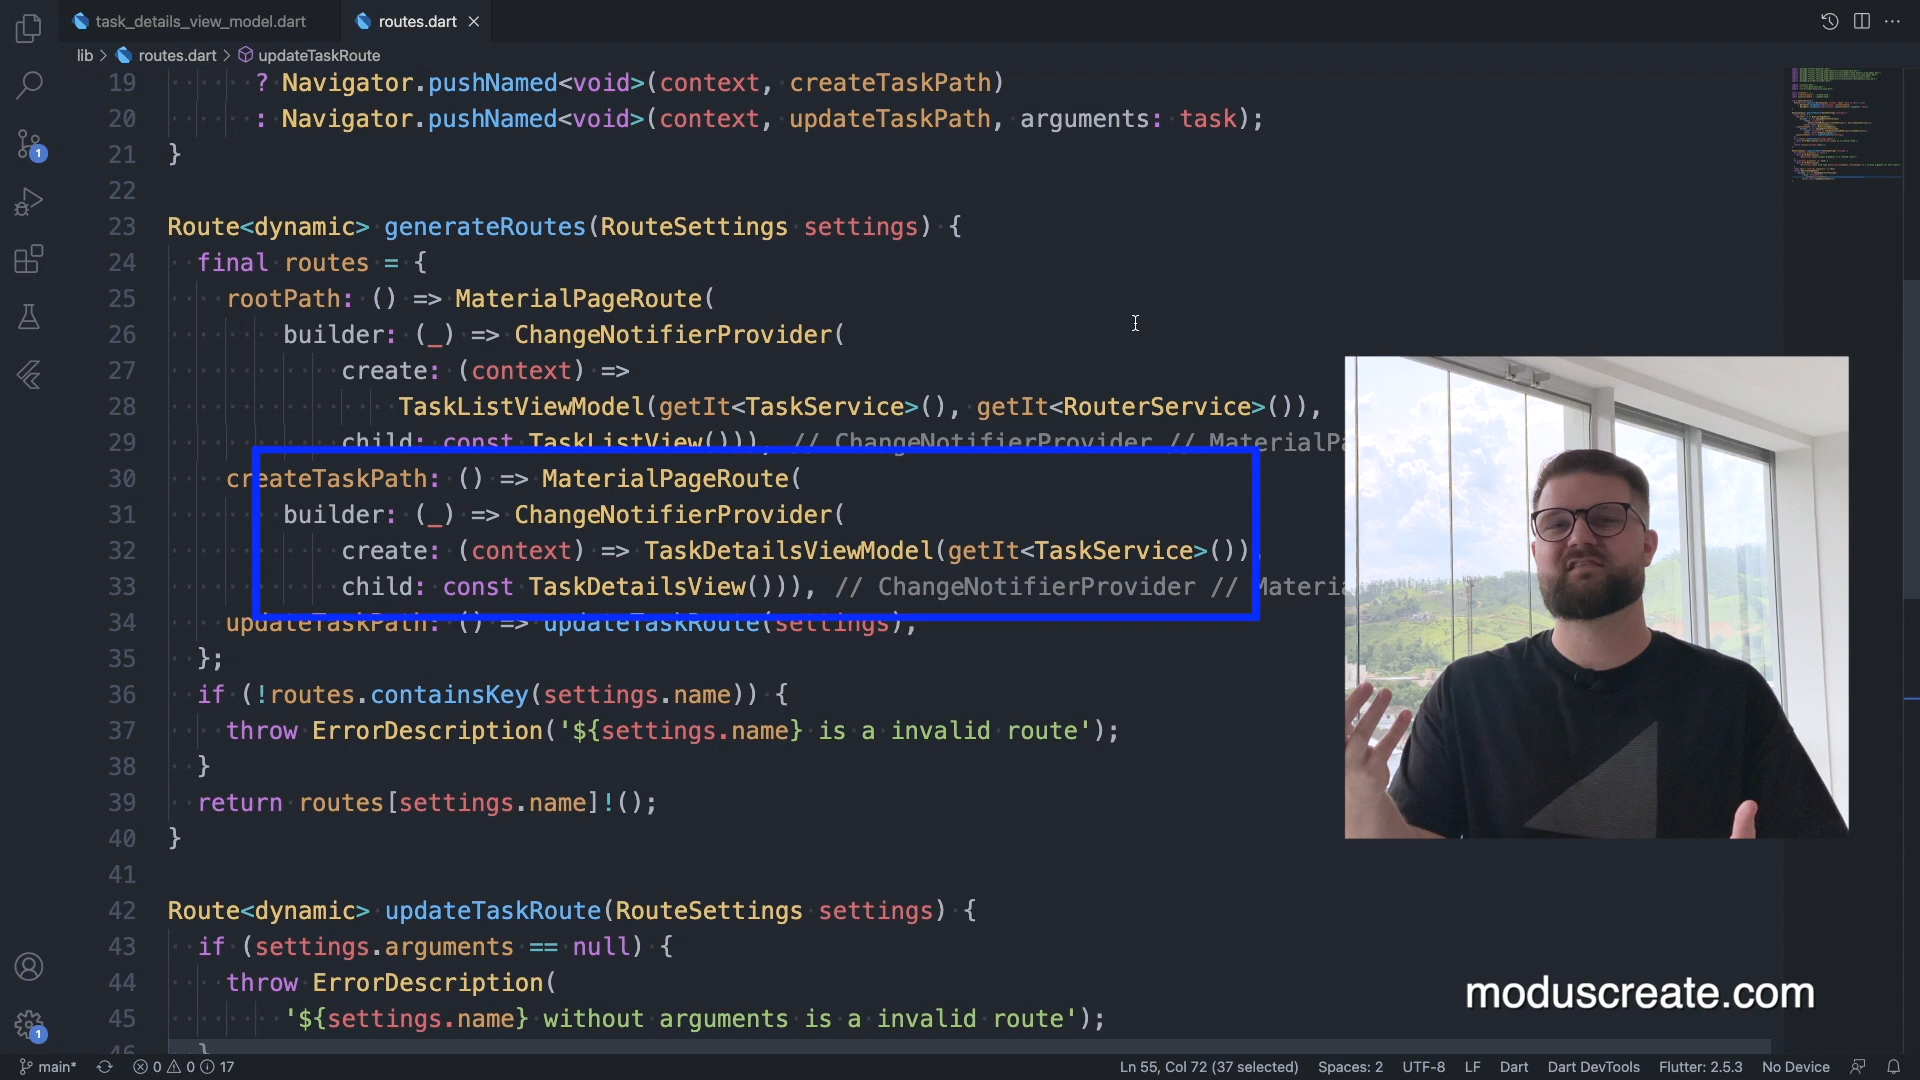 task_details_view_model.dart routes.dart
lib > routes.dart > updateTaskRoute
19 ? Navigator.pushNamed<void>(context, createTaskPath)
20 : Navigator.pushNamed<void>(context, updateTaskPath, arguments: task);
21 }
22
23 Route<dynamic> generateRoutes(RouteSettings settings) {
24 final routes = {
25 rootPath: () => MaterialPageRoute(
26 builder: (_) => ChangeNotifierProvider(
27 create: (context) =>
28 TaskListViewModel(getIt<TaskService>(), getIt<RouterService>()),
29 child: const TaskListView())), // ChangeNotifierProvider //
30 createTaskPath: () => MaterialPageRoute(
31 builder: (_) => ChangeNotifierProvider(
32 create: (context) => TaskDetailsViewModel(getIt<TaskService>()),
33 child: const TaskDetailsView())), // ChangeNotifierProvider //
34 updateTaskPath: () => updateTaskRoute(settings),
35 };
36 if (!routes.containsKey(settings.name)) {
37 throw ErrorDescription('${settings.name} is a invalid route');
38 }
39 return routes[settings.name]!();
40 }
41
42 Route<dynamic> updateTaskRoute(RouteSettings settings) {
43 if (settings.arguments == null) {
44 throw ErrorDescription(
45 '${settings.name} without arguments is a invalid route');
46 }
moduscreate.com
1
1
main* 0 0 17 Ln 55, Col 72 (37 selected) Spaces: 2 UTF-8 LF Dart Dart DevTools Flutter: 2.5.3 No Device